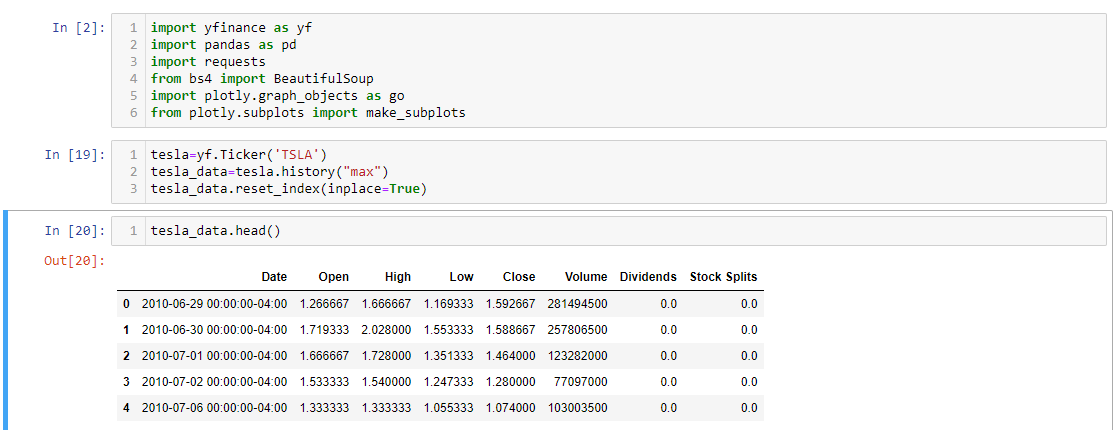 In [2]:
1 import yfinance as yf
2 import pandas as pd
3 import requests
4 from bs4 import BeautifulSoup
5 import plotly.graph_objects as go
6 from plotly.subplots import make_subplots
In [19]:
1 tesla=yf.Ticker('TSLA')
2 tesla_data=tesla.history("max")
3 tesla_data.reset_index(inplace=True)
In [20]:
1 tesla_data.head()
Out[20]:
Date Open High Low Close Volume Dividends Stock Splits
0 2010-06-29 00:00:00-04:00 1.266667 1.666667 1.169333 1.592667 281494500 0.0 0.0
1 2010-06-30 00:00:00-04:00 1.719333 2.028000 1.553333 1.588667 257806500 0.0 0.0
2 2010-07-01 00:00:00-04:00 1.666667 1.728000 1.351333 1.464000 123282000 0.0 0.0
3 2010-07-02 00:00:00-04:00 1.533333 1.540000 1.247333 1.280000 77097000 0.0 0.0
4 2010-07-06 00:00:00-04:00 1.333333 1.333333 1.055333 1.074000 103003500 0.0 0.0